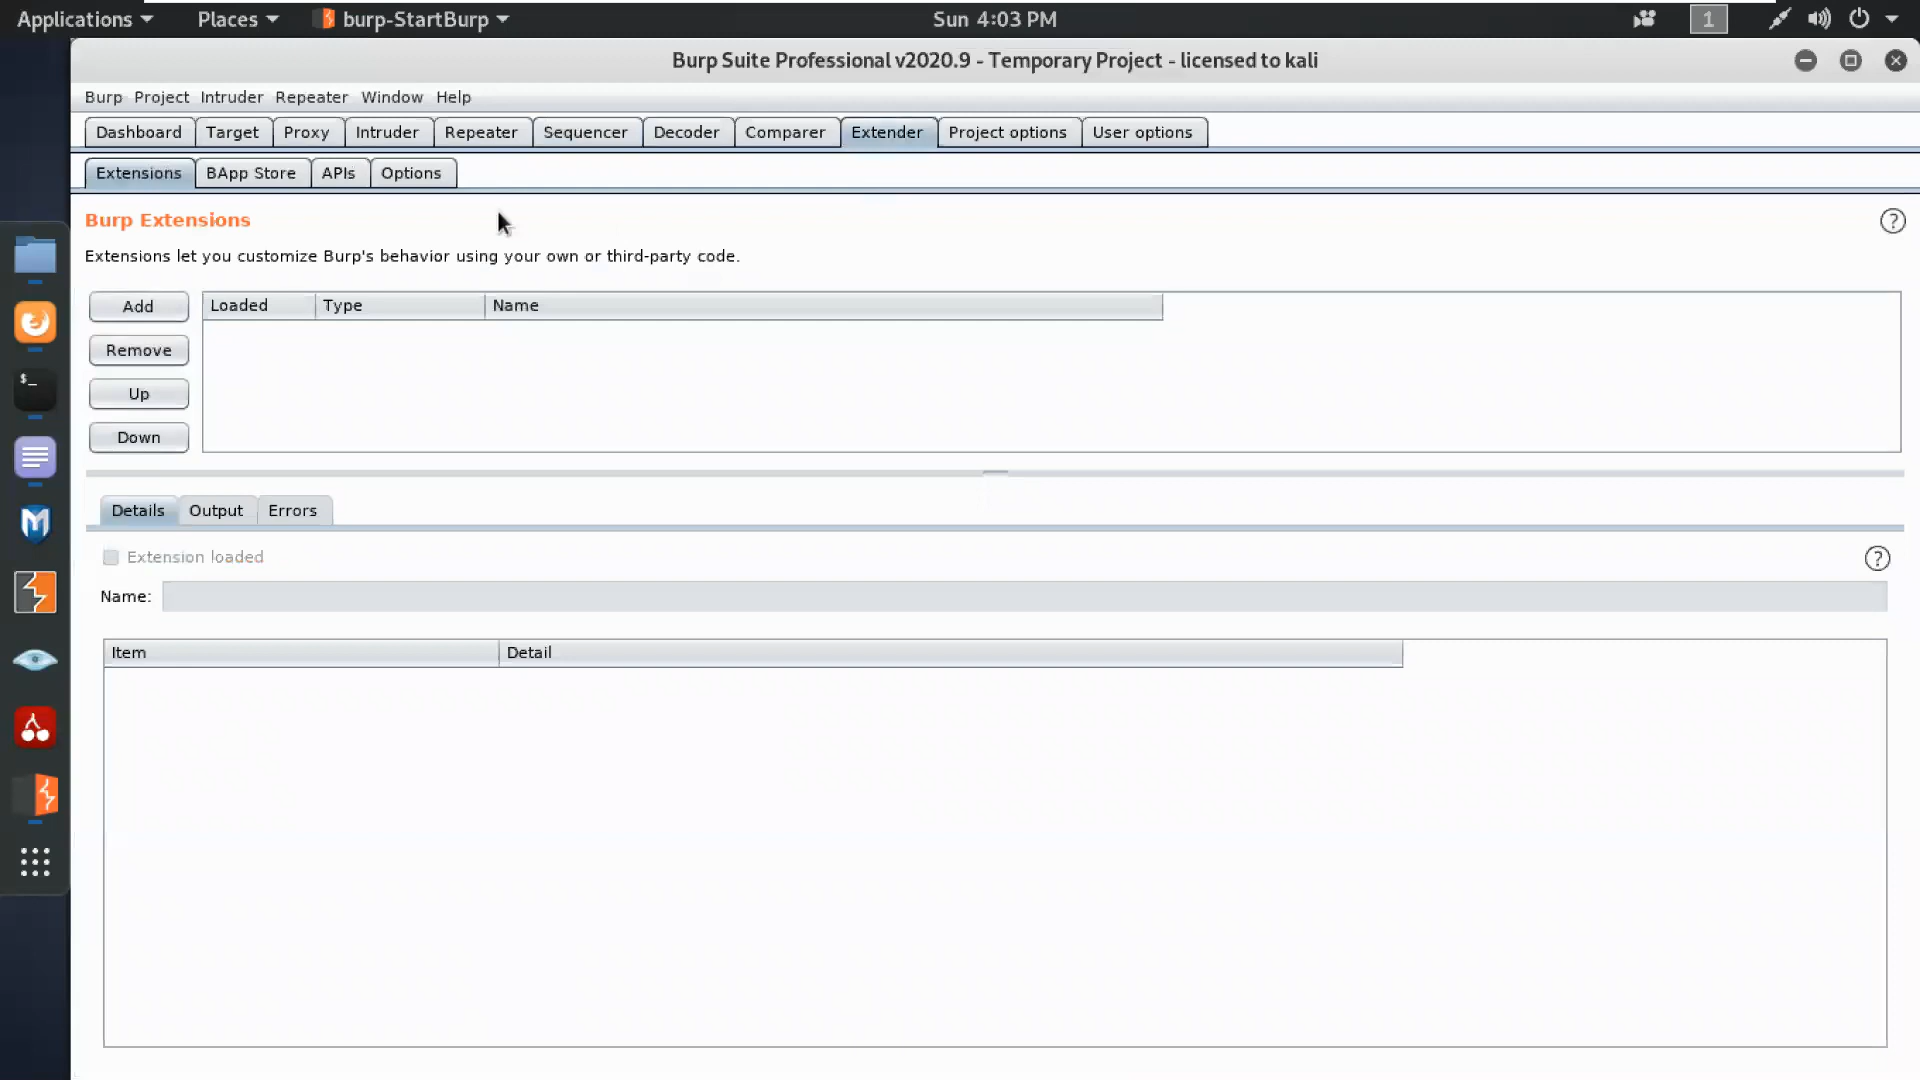 Applications Places burp-StartBurp Sun 4:03 PM 1
Burp Suite Professional v2020.9 - Temporary Project - licensed to kali
Burp Project Intruder Repeater Window Help
Dashboard Target Proxy Intruder Repeater Sequencer Decoder Comparer Extender Project options User options
Extensions BApp Store APIs Options
Burp Extensions ?
Extensions let you customize Burp's behavior using your own or third-party code.
Add Loaded Type Name
Remove
Up
Down
Details Output Errors
Extension loaded ?
Name:
Item Detail
$_